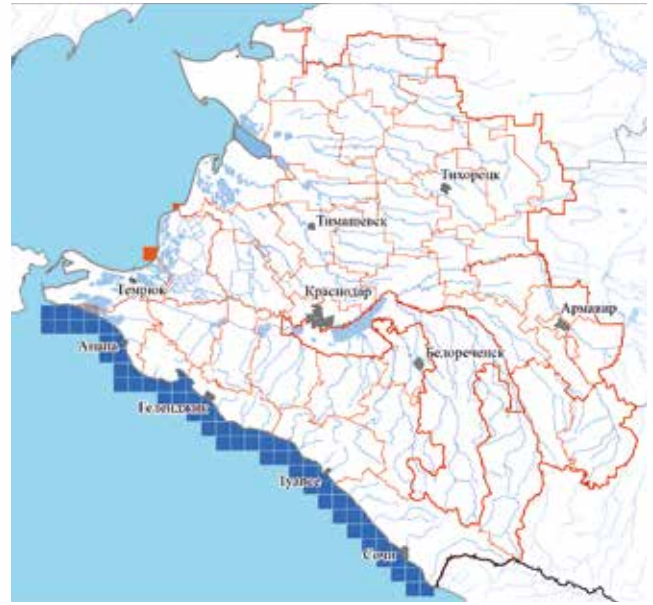 Тихорецк
Тимашевск
Темрюк
Краснодар
Армавир
Анапа
Белореченск
Геленджик
Туапсе
Сочи